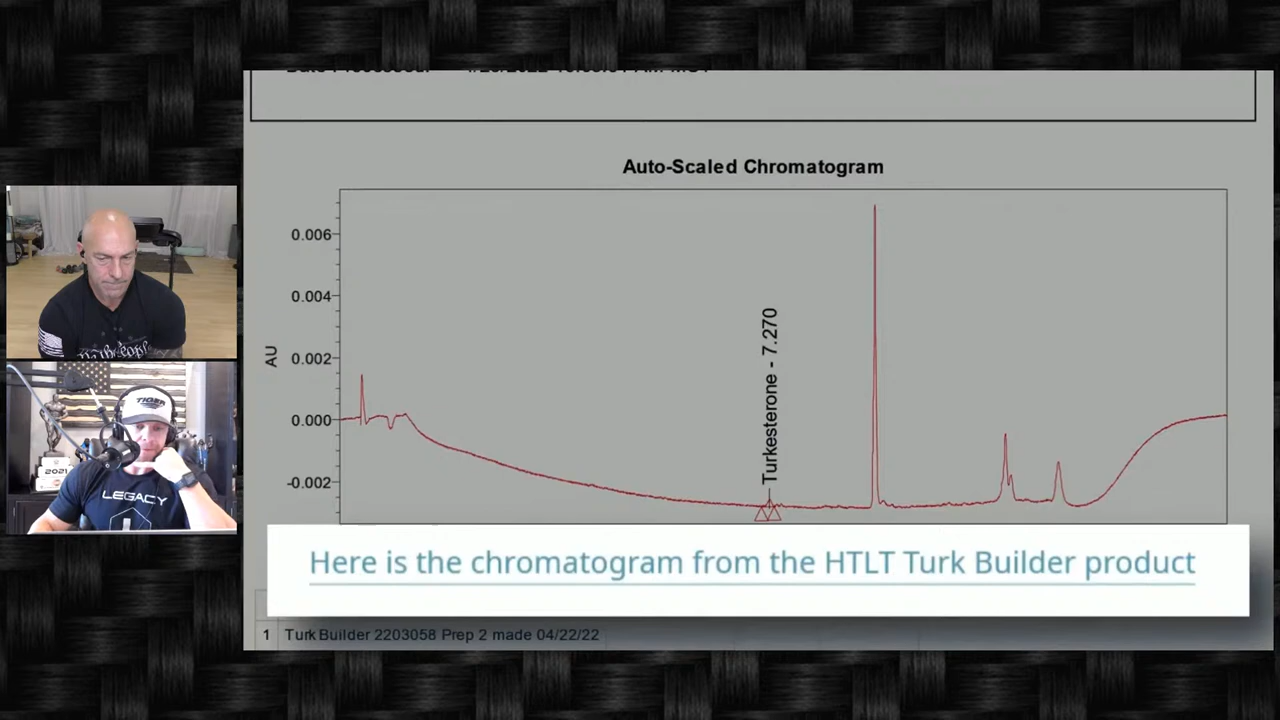 Auto-Scaled Chromatogram
AU
0.006
0.004
0.002
0.000
-0.002
Turkesterone - 7.270
Here is the chromatogram from the HTLT Turk Builder product
1 Turk Builder 2203058 Prep 2 made 04/22/22
TIGER
2021
LEGACY